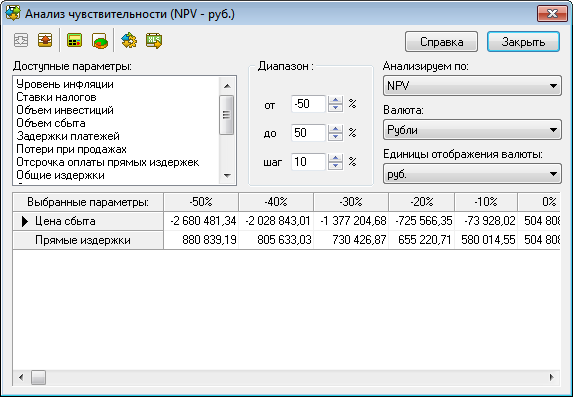 Анализ чувствительности (NPV - руб.)
XLS
Справка
Закрыть
Доступные параметры:
Уровень инфляции
Ставки налогов
Объем инвестиций
Объем сбыта
Задержки платежей
Потери при продажах
Отсрочка оплаты прямых издержек
Общие издержки
Диапазон :
от -50 %
до 50 %
шаг 10 %
Анализируем по:
NPV
Валюта:
Рубли
Единицы отображения валюты:
руб.
Выбранные параметры: -50% -40% -30% -20% -10% 0%
Цена сбыта -2 680 481,34 -2 028 843,01 -1 377 204,68 -725 566,35 -73 928,02 504 808
Прямые издержки 880 839,19 805 633,03 730 426,87 655 220,71 580 014,55 504 808